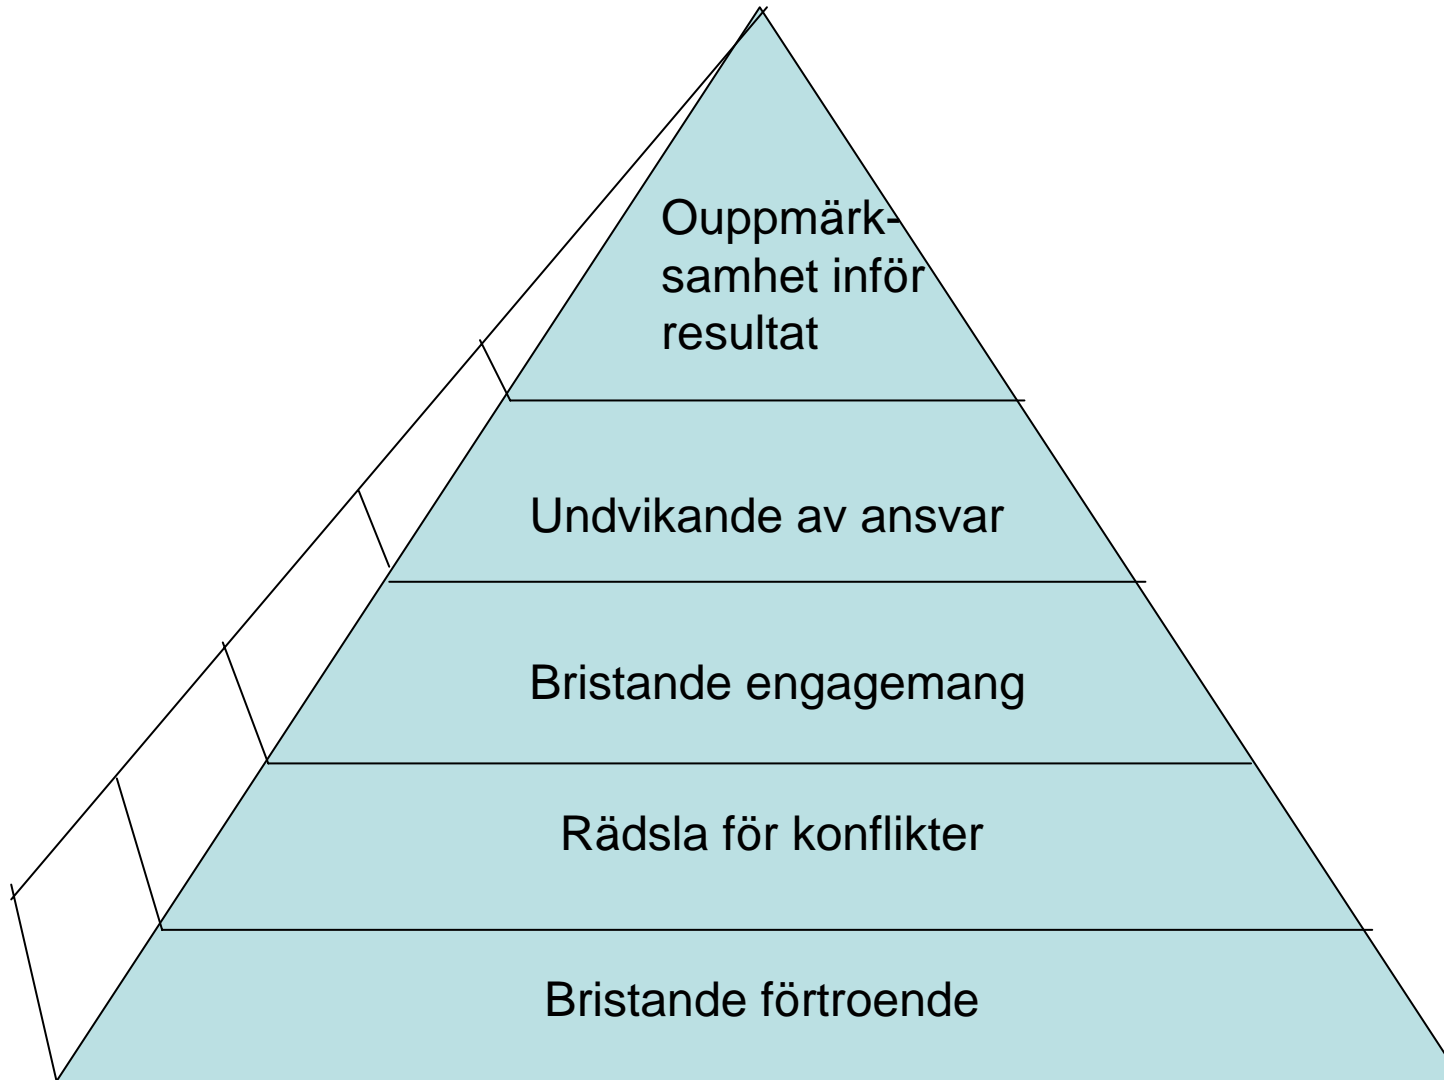 Ouppmärk-
samhet inför
resultat
Undvikande av ansvar
Bristande engagemang
Rädsla för konflikter
Bristande förtroende